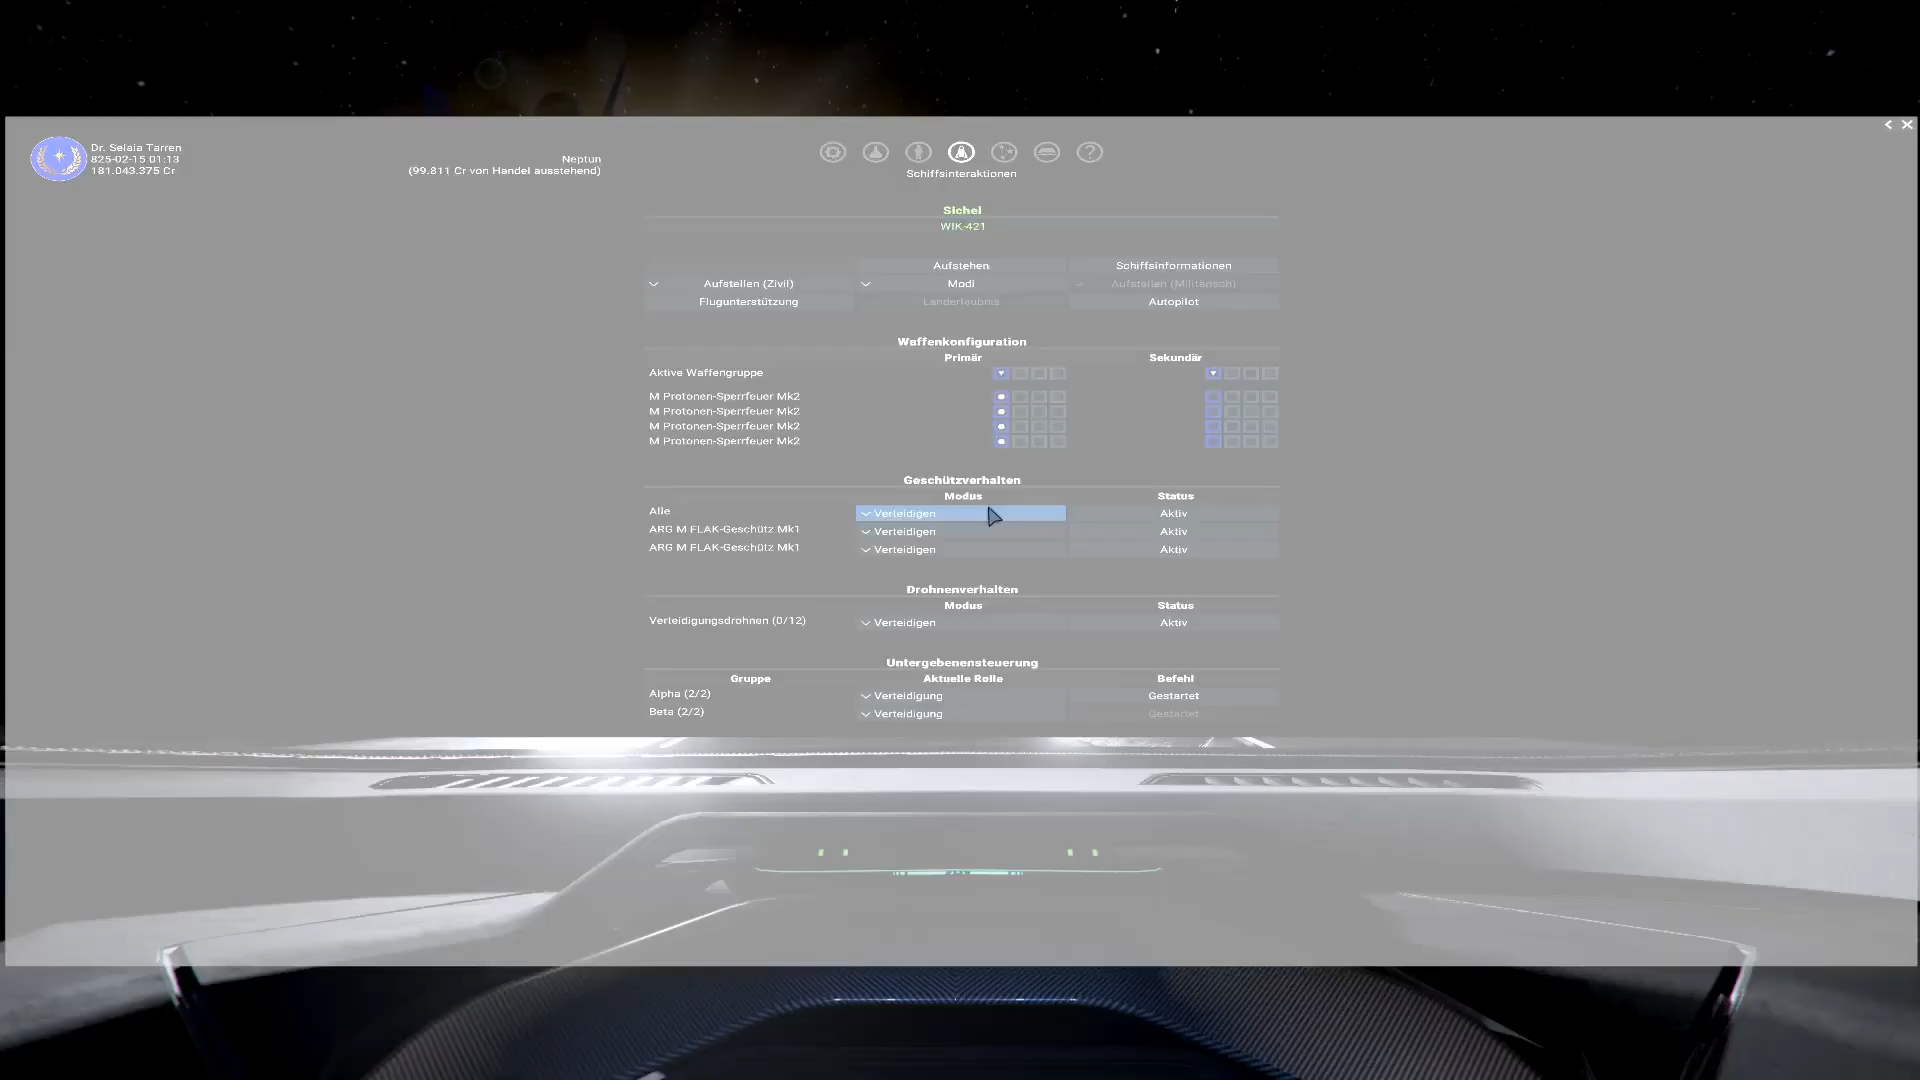 Dr. Selaia Tarren
825-02-15 01:13
181.043.375 Cr
Neptun
(99.811 Cr von Handel ausstehend)
Schiffsinteraktionen
Sichel
WIK-421
Aufstehen Schiffsinformationen
Aufstellen (Zivil) Modi Aufstellen (Militärisch)
Flugunterstützung Landerlaubnis Autopilot
Waffenkonfiguration
Primär Sekundär
Aktive Waffengruppe
M Protonen-Sperrfeuer Mk2
M Protonen-Sperrfeuer Mk2
M Protonen-Sperrfeuer Mk2
M Protonen-Sperrfeuer Mk2
Geschützverhalten
Modus Status
Alle Verteidigen Aktiv
ARG M FLAK-Geschütz Mk1 Verteidigen Aktiv
ARG M FLAK-Geschütz Mk1 Verteidigen Aktiv
Drohnenverhalten
Modus Status
Verteidigungsdrohnen (0/12) Verteidigen Aktiv
Untergebenensteuerung
Gruppe Aktuelle Rolle Befehl
Alpha (2/2) Verteidigung Gestartet
Beta (2/2) Verteidigung Gestartet